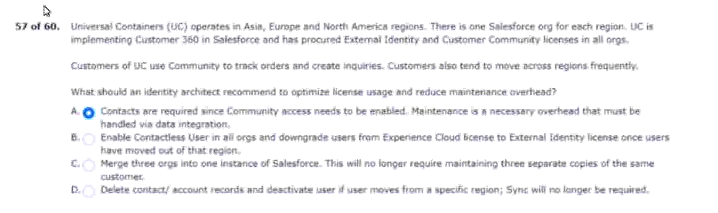 57 of 60. Universal Containers (UC) operates in Asia, Europe and North America regions. There is one Salesforce org for each region. UC is
implementing Customer 360 in Salesforce and has procured External Identity and Customer Community licenses in all orgs.
Customers of UC use Community to track orders and create inquiries. Customers also tend to move across regions frequently.
What should an identity architect recommend to optimize license usage and reduce maintenance overhead?
A. Contacts are required since Community access needs to be enabled. Maintenance is a necessary overhead that must be
handled via data integration.
B. Enable Contactless User in all orgs and downgrade users from Experience Cloud license to External Identity license once users
have moved out of that region.
C. Merge three orgs into one instance of Salesforce. This will no longer require maintaining three separate copies of the same
customer.
D. Delete contact/ account records and deactivate user if user moves from a specific region; Sync will no longer be required.